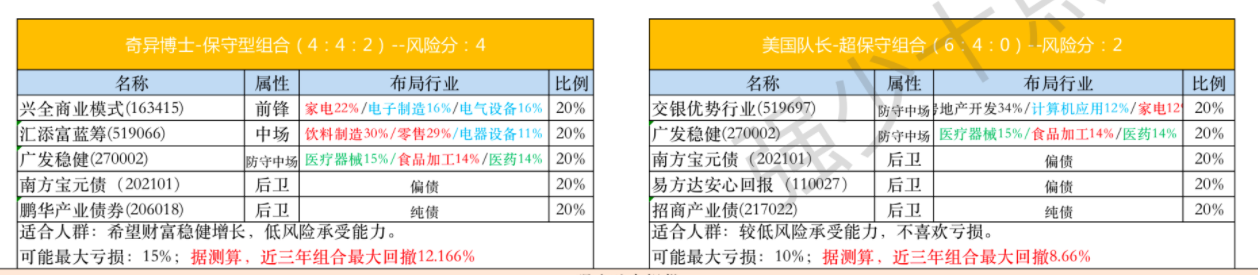 奇异博士-保守型组合（4：4：2）--风险分：4
名称 属性 布局行业 比例
兴全商业模式(163415) 前锋 家电22%/电子制造16%/电气设备16% 20%
汇添富蓝筹(519066) 中场 饮料制造30%/零售29%/电器设备11% 20%
广发稳健(270002) 防守中场 医疗器械15%/食品加工14%/医药14% 20%
南方宝元债（202101） 后卫 偏债 20%
鹏华产业债券(206018) 后卫 纯债 20%
适合人群：希望财富稳健增长，低风险承受能力。
可能最大亏损：15%；据测算，近三年组合最大回撤12.166%
美国队长-超保守组合（6：4：0）--风险分：2
名称 属性 布局行业 比例
交银优势行业(519697) 防守中场 地产开发34%/计算机应用12%/家电12 20%
广发稳健(270002) 防守中场 医疗器械15%/食品加工14%/医药14% 20%
南方宝元债（202101） 后卫 偏债 20%
易方达安心回报（110027） 后卫 偏债 20%
招商产业债(217022) 后卫 纯债 20%
适合人群：较低风险承受能力，不喜欢亏损。
可能最大亏损：10%；据测算，近三年组合最大回撤8.66%
强少十点